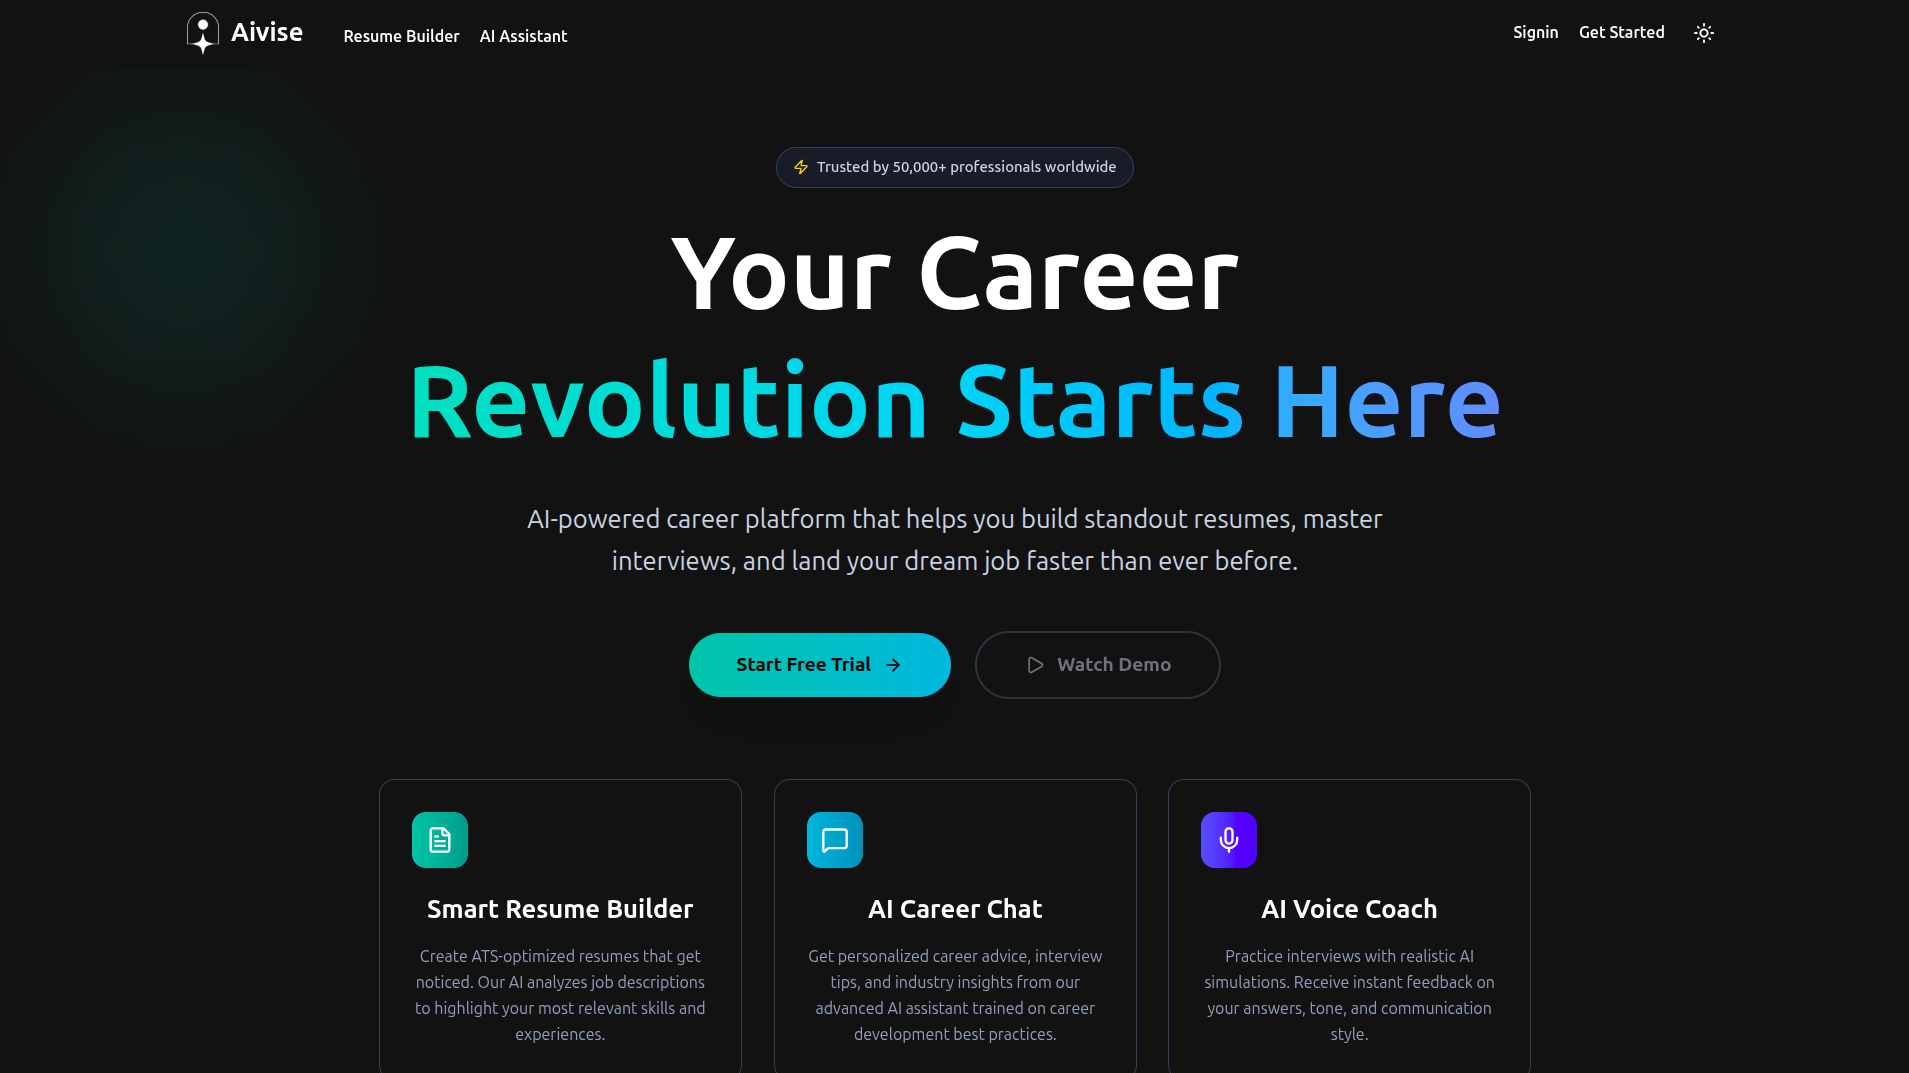 Aivise
Resume Builder
AI Assistant
Signin
Get Started
Trusted by 50,000+ professionals worldwide
Your Career
Revolution Starts Here
AI-powered career platform that helps you build standout resumes, master
interviews, and land your dream job faster than ever before.
Start Free Trial
Watch Demo
Smart Resume Builder
Create ATS-optimized resumes that get
noticed. Our AI analyzes job descriptions
to highlight your most relevant skills and
experiences.
AI Career Chat
Get personalized career advice, interview
tips, and industry insights from our
advanced AI assistant trained on career
development best practices.
AI Voice Coach
Practice interviews with realistic AI
simulations. Receive instant feedback on
your answers, tone, and communication
style.